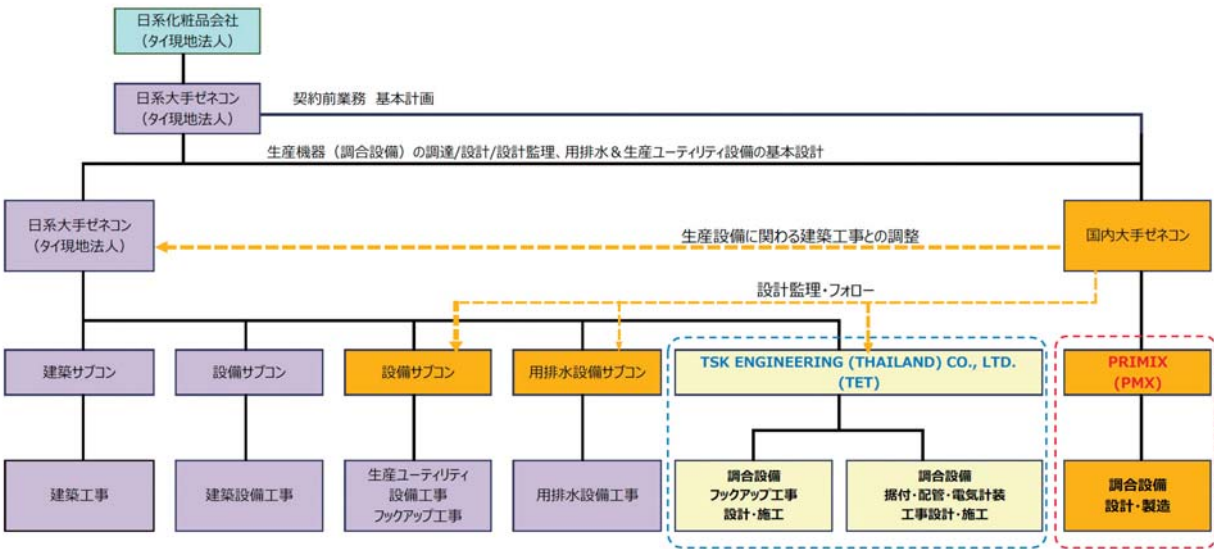 日系化粧品会社
（タイ現地法人）
日系大手ゼネコン
（タイ現地法人）
契約前業務 基本計画
生産機器（調合設備）の調達/設計/設計監理、用排水＆生産ユーティリティ設備の基本設計
日系大手ゼネコン
（タイ現地法人）
生産設備に関わる建築工事との調整
国内大手ゼネコン
設計監理・フォロー
建築サブコン
設備サブコン
設備サブコン
用排水設備サブコン
TSK ENGINEERING (THAILAND) CO., LTD.
(TET)
PRIMIX
(PMX)
建築工事
建築設備工事
生産ユーティリティ
設備工事
フックアップ工事
用排水設備工事
調合設備
フックアップ工事
設計・施工
調合設備
据付・配管・電気計装
工事設計・施工
調合設備
設計・製造